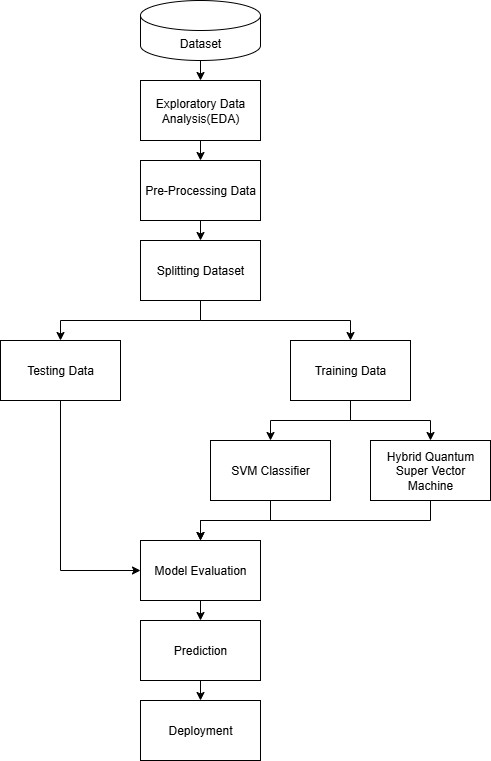 Dataset
Exploratory Data
Analysis(EDA)
Pre-Processing Data
Splitting Dataset
Testing Data
Training Data
SVM Classifier
Hybrid Quantum
Super Vector
Machine
Model Evaluation
Prediction
Deployment